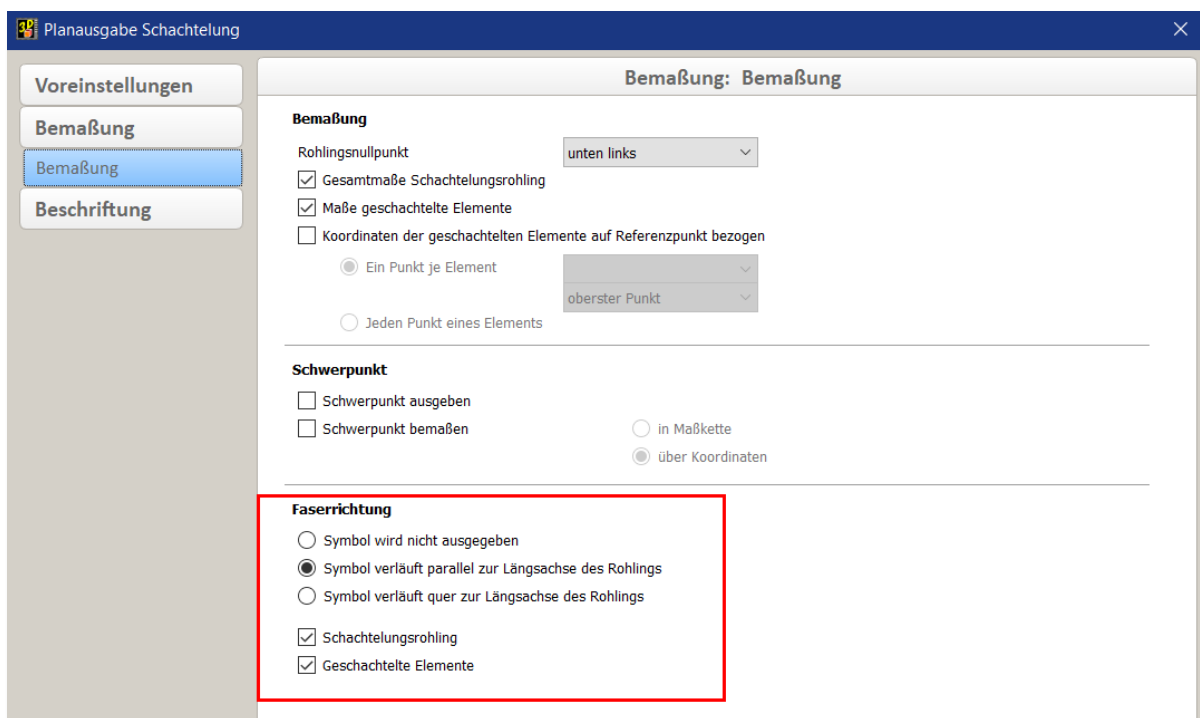 Planausgabe Schachtelung
Voreinstellungen
Bemaßung
Bemaßung
Beschriftung
Bemaßung: Bemaßung
Bemaßung
Rohlingsnullpunkt
unten links
Gesamtmaße Schachtelungsrohling
Maße geschachtelte Elemente
Koordinaten der geschachtelten Elemente auf Referenzpunkt bezogen
Ein Punkt je Element
oberster Punkt
Jeden Punkt eines Elements
Schwerpunkt
Schwerpunkt ausgeben
Schwerpunkt bemaßen
in Maßkette
über Koordinaten
Faserrichtung
Symbol wird nicht ausgegeben
Symbol verläuft parallel zur Längsachse des Rohlings
Symbol verläuft quer zur Längsachse des Rohlings
Schachtelungsrohling
Geschachtelte Elemente